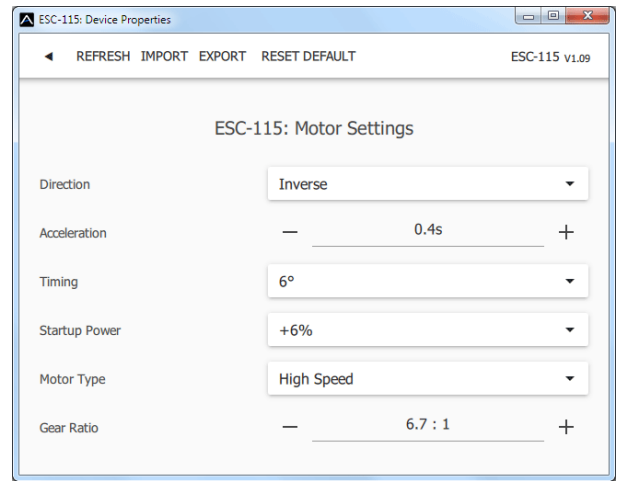 ESC-115: Device Properties
REFRESH IMPORT EXPORT RESET DEFAULT ESC-115 V1.09
ESC-115: Motor Settings
Direction Inverse
Acceleration — 0.4s +
Timing 6°
Startup Power +6%
Motor Type High Speed
Gear Ratio — 6.7 : 1 +